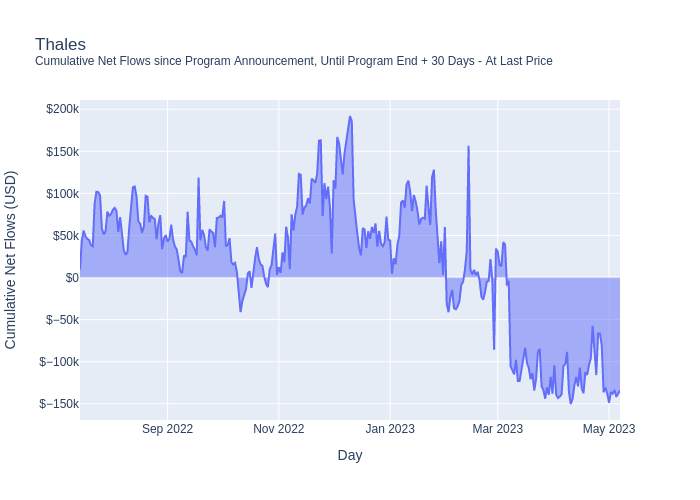 Thales
Cumulative Net Flows since Program Announcement, Until Program End + 30 Days - At Last Price
Cumulative Net Flows (USD)
$200k
$150k
$100k
$50k
$0
$−50k
$−100k
$−150k
Sep 2022
Nov 2022
Jan 2023
Mar 2023
May 2023
Day